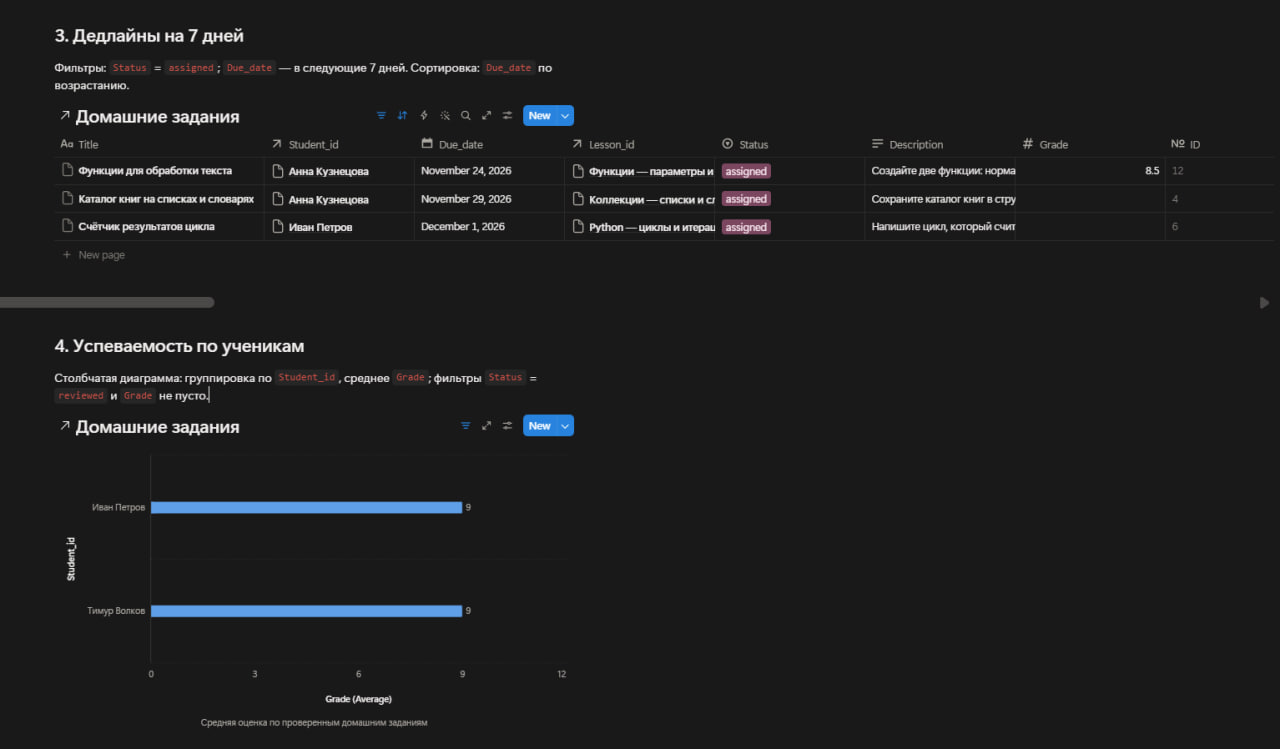 3. Дедлайны на 7 дней
Фильтры: Status = assigned ; Due_date — в следующие 7 дней. Сортировка: Due_date по
возрастанию.
Домашние задания
New
Aa Title Student_id Due_date Lesson_id Status Description # Grade № ID
Функции для обработки текста Анна Кузнецова November 24, 2026 Функции — параметры и assigned Создайте две функции: норма 8.5 12
Каталог книг на списках и словарях Анна Кузнецова November 29, 2026 Коллекции — списки и сл assigned Сохраните каталог книг в стру 4
Счётчик результатов цикла Иван Петров December 1, 2026 Python — циклы и итерац assigned Напишите цикл, который счит 6
+ New page
4. Успеваемость по ученикам
Столбчатая диаграмма: группировка по Student_id , среднее Grade ; фильтры Status =
reviewed и Grade не пусто.
Домашние задания
New
Иван Петров 9
Student_id
Тимур Волков 9
0 3 6 9 12
Grade (Average)
Средняя оценка по проверенным домашним заданиям